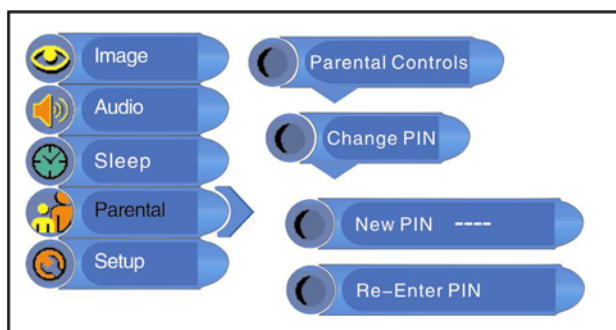 Image
Audio
Sleep
Parental
Setup
Parental Controls
Change PIN
New PIN ----
Re-Enter PIN